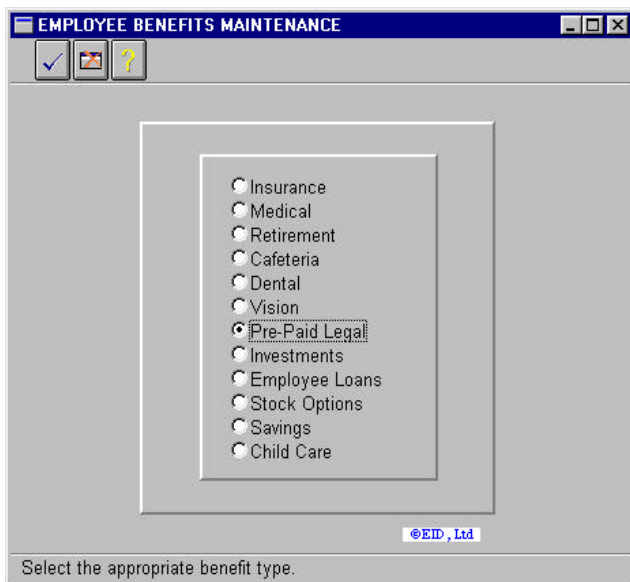 EMPLOYEE BENEFITS MAINTENANCE
?
Insurance
Medical
Retirement
Cafeteria
Dental
Vision
Pre-Paid Legal
Investments
Employee Loans
Stock Options
Savings
Child Care
©EID, Ltd
Select the appropriate benefit type.